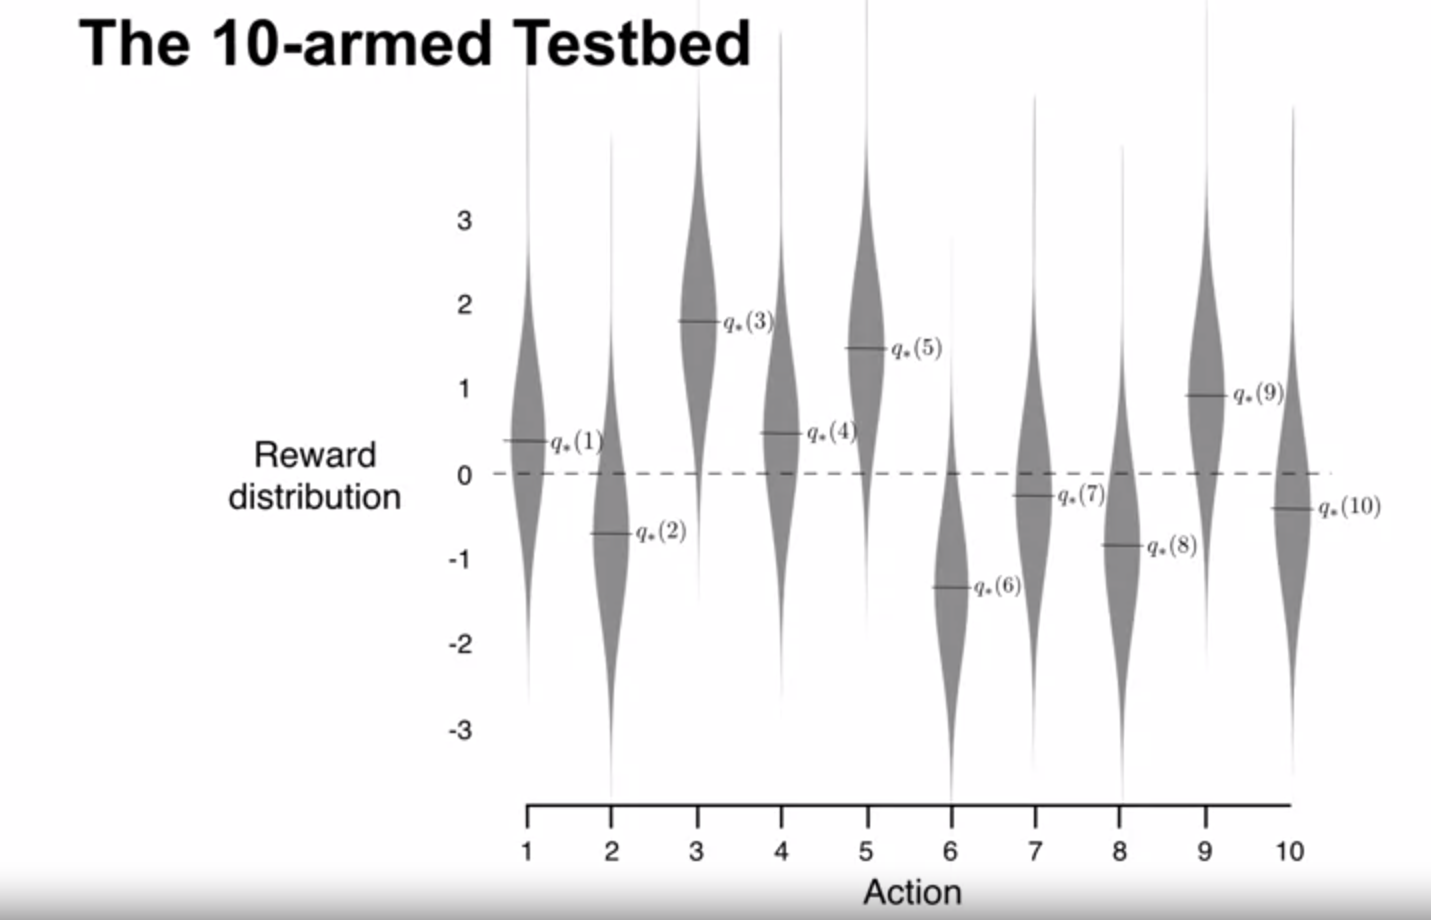 The 10-armed Testbed
3
2
1
0
-1
-2
-3
Reward
distribution
q*(1)
q*(2)
q*(3)
q*(4)
q*(5)
q*(6)
q*(7)
q*(8)
q*(9)
q*(10)
1 2 3 4 5 6 7 8 9 10
Action